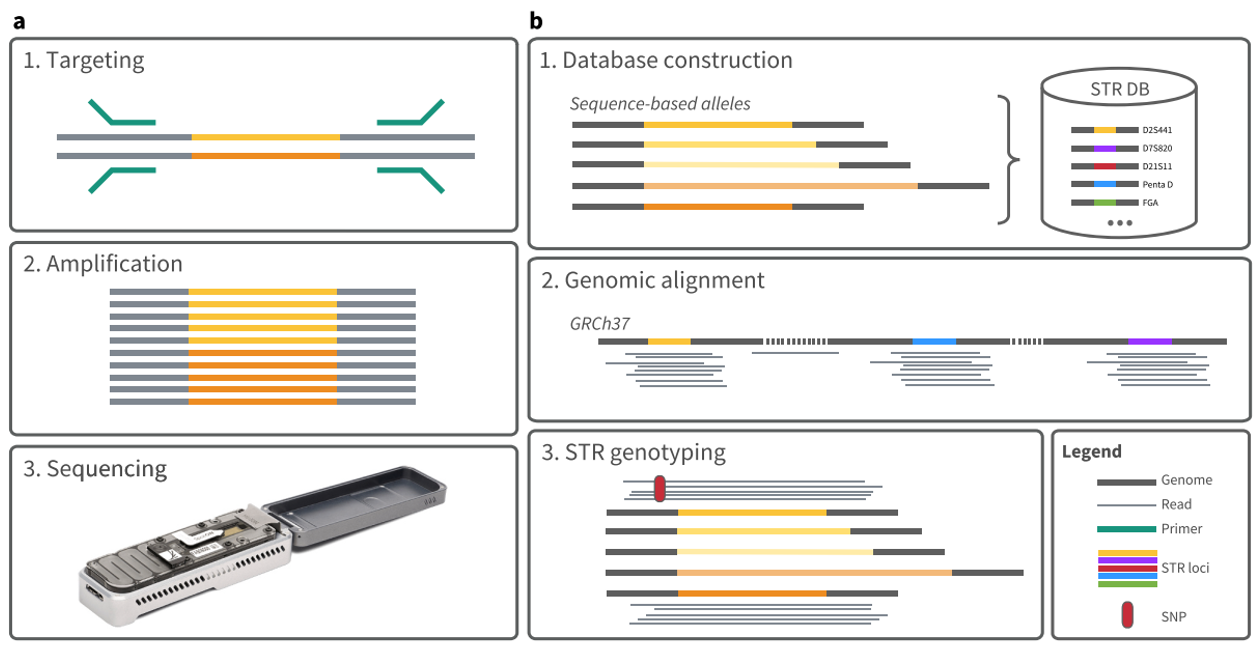 a
1. Targeting
2. Amplification
3. Sequencing
b
1. Database construction
Sequence-based alleles
STR DB
D2S441
D7S820
D21S11
Penta D
FGA
2. Genomic alignment
GRCh37
3. STR genotyping
Legend
Genome
Read
Primer
STR loci
SNP